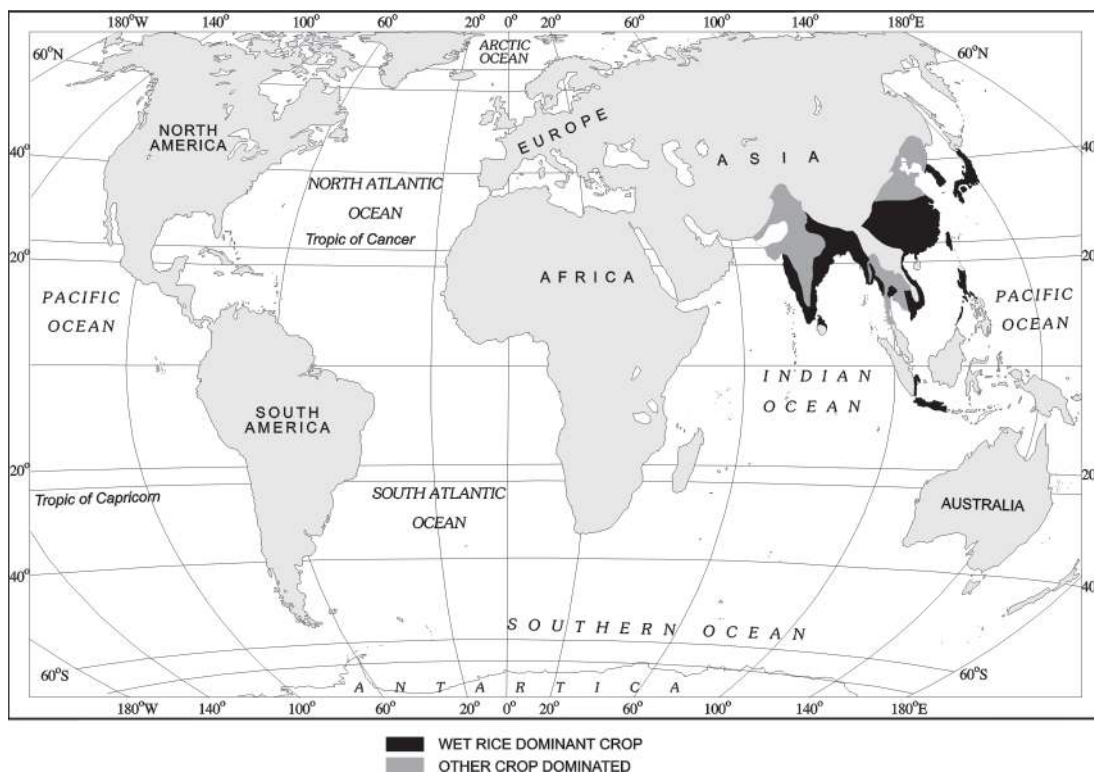 180°W 140° 100° 60° 20° 0° 20° 60° 100° 140° 180°E
60°N
60°N
ARCTIC
OCEAN
NORTH
AMERICA
EUROPE
ASIA
40°
40
NORTH ATLANTIC
OCEAN
Tropic of Cancer
20°
20
AFRICA
PACIFIC
OCEAN
PACIFIC
OCEAN
INDIAN
OCEAN
SOUTH
AMERICA
20°
20
Tropic of Capricorn
SOUTH ATLANTIC
OCEAN
AUSTRALIA
40°
40
SOUTHERN OCEAN
60°S
60°S
ANTARTICA
180°W 140° 100° 60° 20° 0° 20° 60° 100° 140° 180°E
WET RICE DOMINANT CROP
OTHER CROP DOMINATED